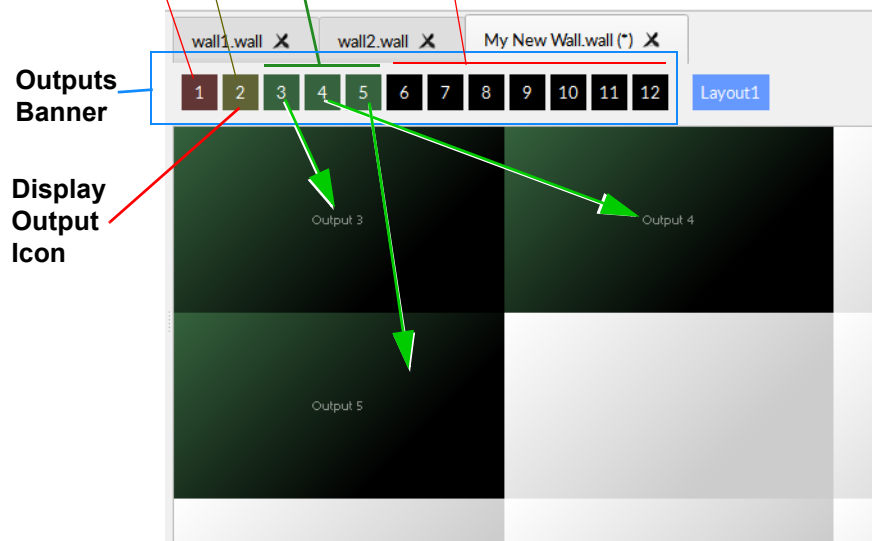 wall1.wall
wall2.wall
My New Wall.wall (*)
Outputs
Banner
1 2 3 4 5 6 7 8 9 10 11 12
Layout1
Display
Output
Icon
Output 3
Output 4
Output 5